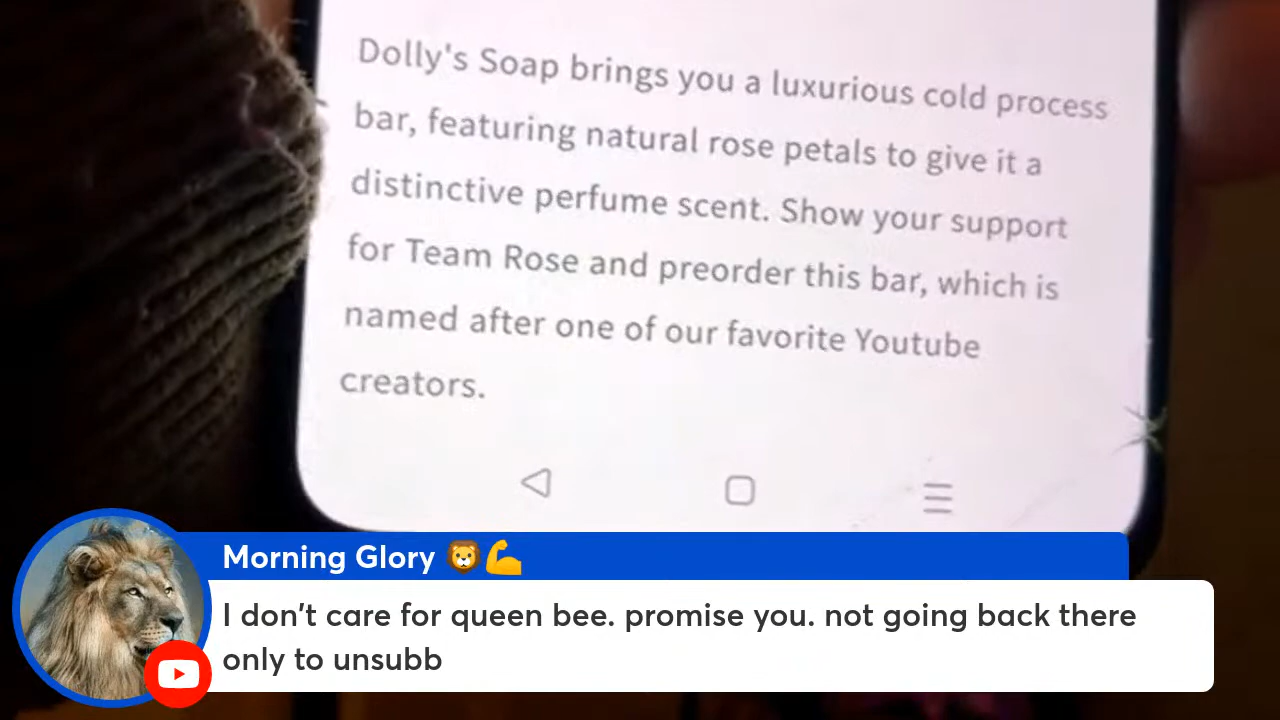 Dolly's Soap brings you a luxurious cold process
bar, featuring natural rose petals to give it a
distinctive perfume scent. Show your support
for Team Rose and preorder this bar, which is
named after one of our favorite Youtube
creators.
Morning Glory 🦁💪
I don't care for queen bee. promise you. not going back there
only to unsubb